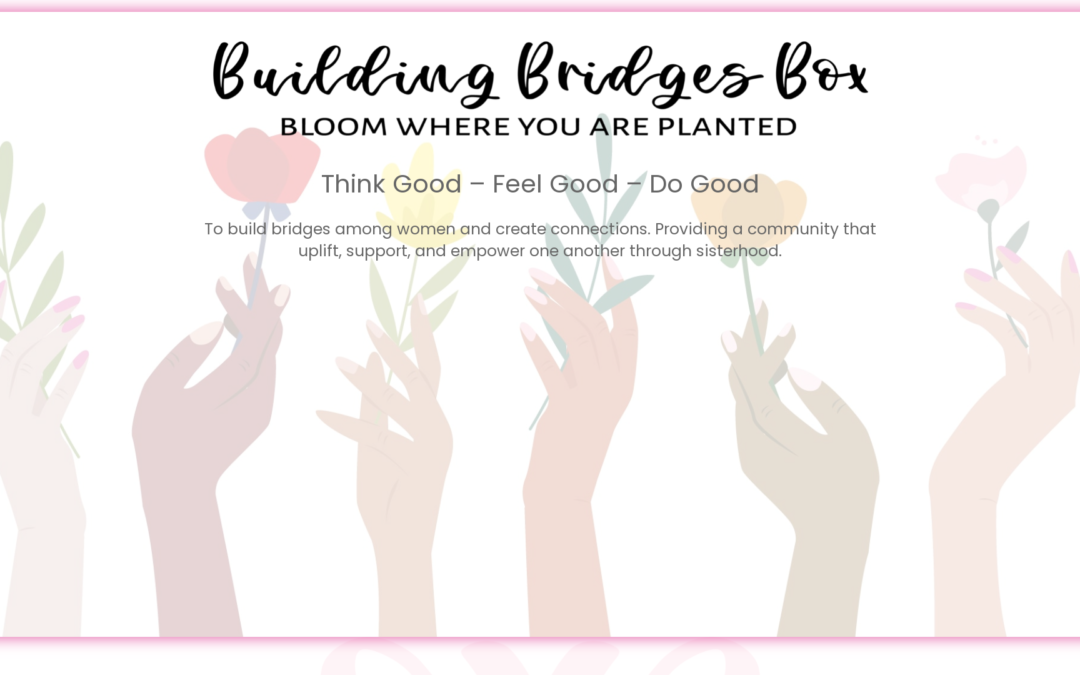 Building Bridges Box
BLOOM WHERE YOU ARE PLANTED
Think Good – Feel Good – Do Good
To build bridges among women and create connections. Providing a community that
uplift, support, and empower one another through sisterhood.